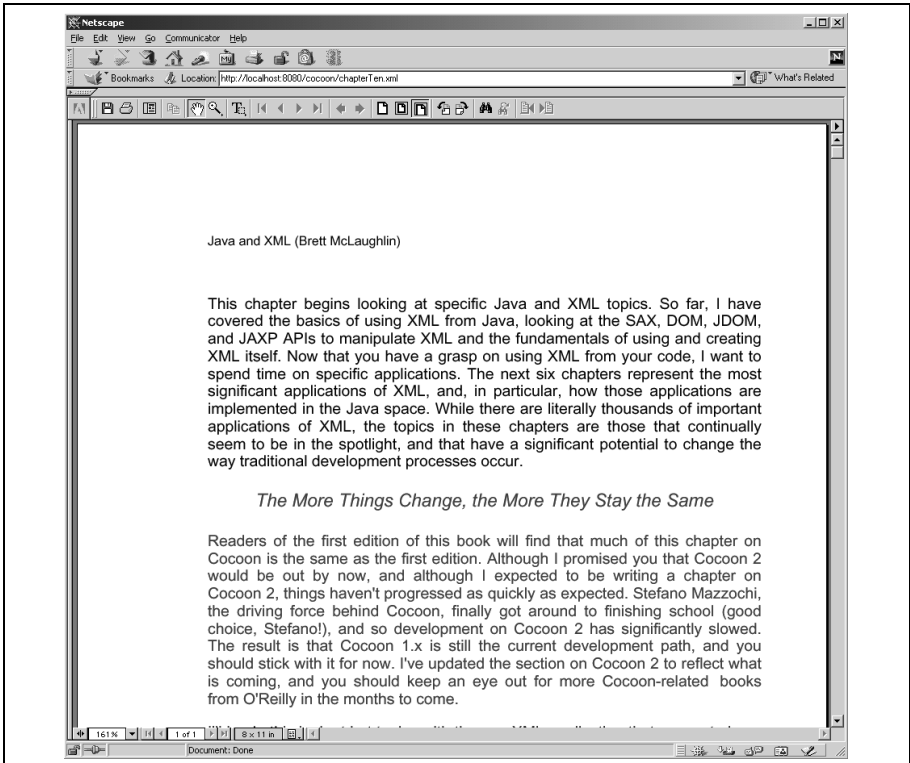 Netscape
File Edit View Go Communicator Help
My
N
Bookmarks Location: http://localhost:8080/cocoon/chapterTen.xml What's Related
Java and XML (Brett McLaughlin)
This chapter begins looking at specific Java and XML topics. So far, I have
covered the basics of using XML from Java, looking at the SAX, DOM, JDOM,
and JAXP APIs to manipulate XML and the fundamentals of using and creating
XML itself. Now that you have a grasp on using XML from your code, I want to
spend time on specific applications. The next six chapters represent the most
significant applications of XML, and, in particular, how those applications are
implemented in the Java space. While there are literally thousands of important
applications of XML, the topics in these chapters are those that continually
seem to be in the spotlight, and that have a significant potential to change the
way traditional development processes occur.
The More Things Change, the More They Stay the Same
Readers of the first edition of this book will find that much of this chapter on
Cocoon is the same as the first edition. Although I promised you that Cocoon 2
would be out by now, and although I expected to be writing a chapter on
Cocoon 2, things haven't progressed as quickly as expected. Stefano Mazzochi,
the driving force behind Cocoon, finally got around to finishing school (good
choice, Stefano!), and so development on Cocoon 2 has significantly slowed.
The result is that Cocoon 1.x is still the current development path, and you
should stick with it for now. I've updated the section on Cocoon 2 to reflect what
is coming, and you should keep an eye out for more Cocoon-related books
from O'Reilly in the months to come.
161% 1 of 1 8 x 11 in
Document: Done